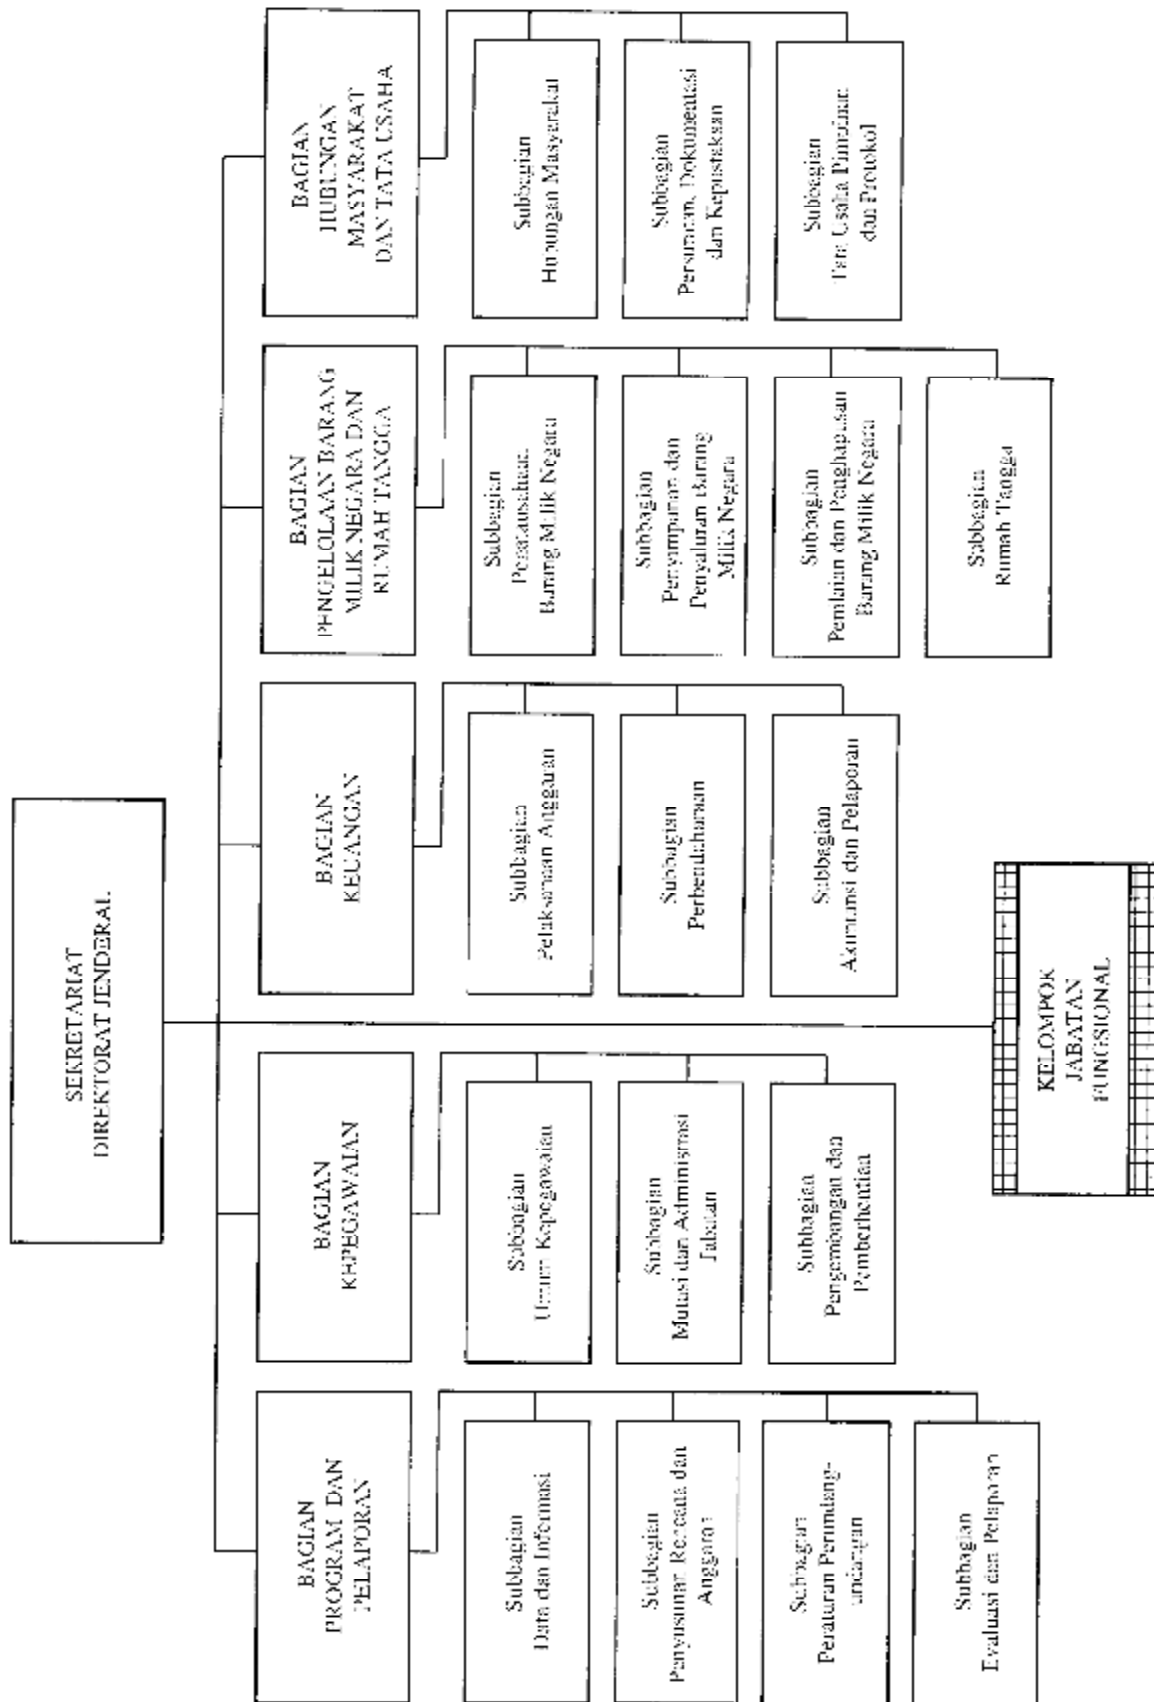 SEKRETARIAT
DIREKTORAT JENDERAL
BAGIAN
PROGRAM DAN
PELAPORAN
BAGIAN
KEPEGAWAIAN
BAGIAN
KEUANGAN
BAGIAN
PENGELOLAAN BARANG
MILIK NEGARA DAN
RUMAH TANGGA
BAGIAN
HUBUNGAN
MASYARAKAT
DAN TATA USAHA
Subbagian
Data dan Informasi
Subbagian
Umum Kepegawaian
Subbagian
Pelaksanaan Anggaran
Subbagian
Penatausahaan
Barang Milik Negara
Subbagian
Hubungan Masyarakat
Subbagian
Penyusunan Rencana dan
Anggaran
Subbagian
Mutasi dan Administrasi
Jabatan
Subbagian
Perbendaharaan
Subbagian
Penyimpanan dan
Penyaluran Barang
Milik Negara
Subbagian
Persuratan, Dokumentasi
dan Kepustakaan
Subbagian
Peraturan Perundang-
undangan
Subbagian
Pengembangan dan
Pemberhentian
Subbagian
Akuntansi dan Pelaporan
Subbagian
Penilaian dan Penghapusan
Barang Milik Negara
Subbagian
Tata Usaha Pimpinan
dan Protokol
Subbagian
Evaluasi dan Pelaporan
Subbagian
Rumah Tangga
KELOMPOK
JABATAN
FUNGSIONAL